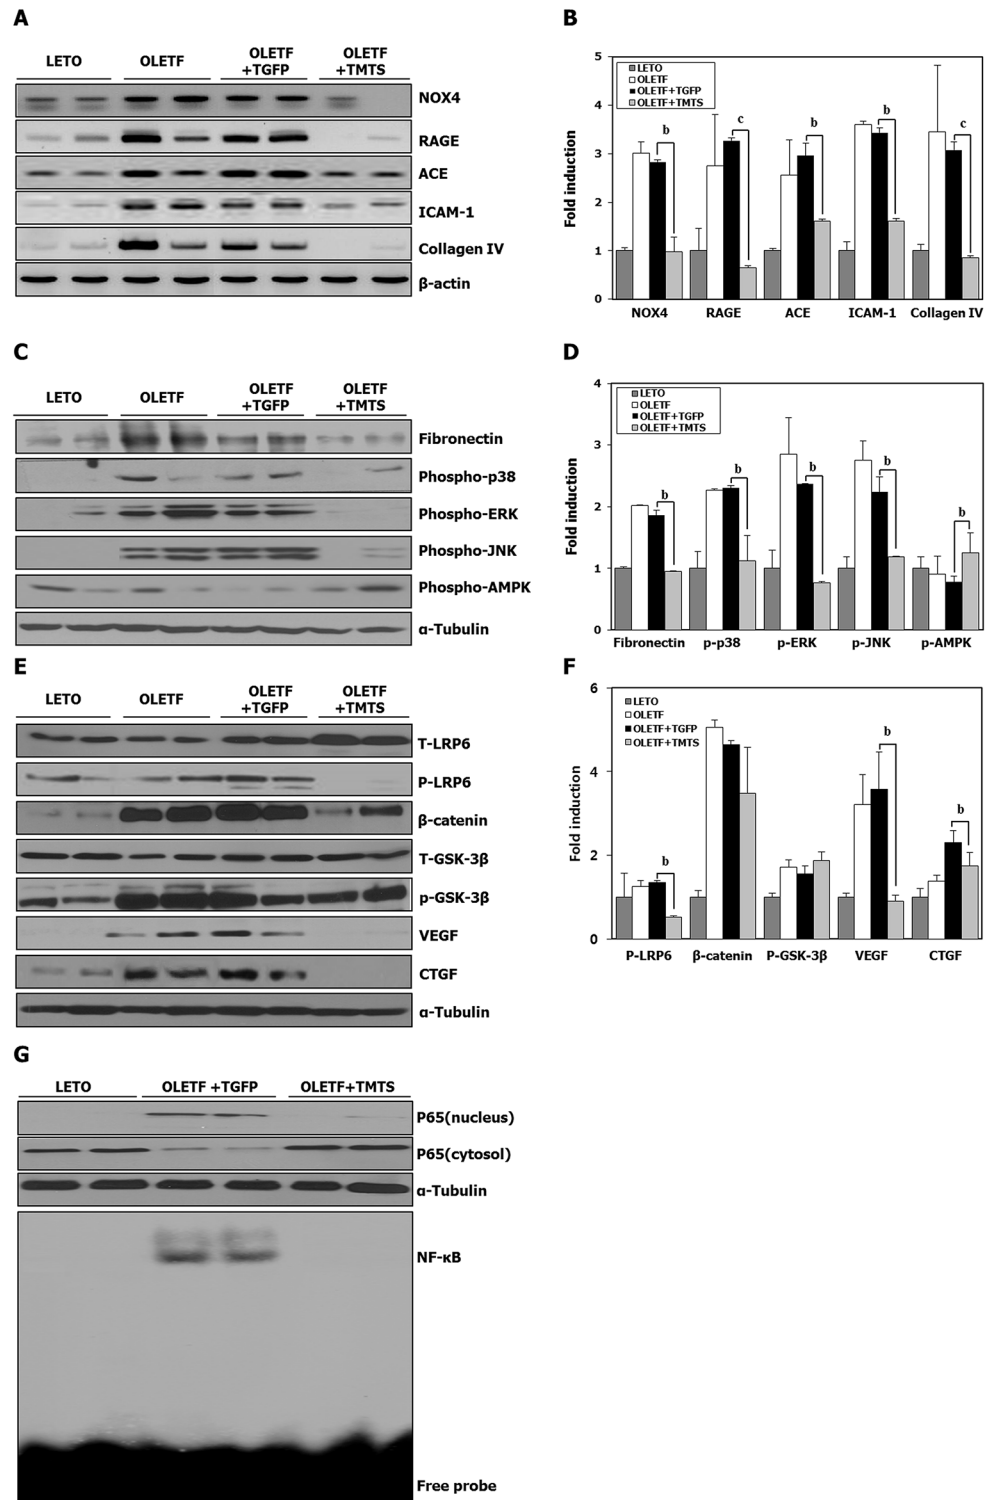 A
LETO OLETF OLETF +TGFP OLETF +TMTS
NOX4
RAGE
ACE
ICAM-1
Collagen IV
β-actin
B
Fold induction
5
4
3
2
1
0
LETO
OLETF
OLETF+TGFP
OLETF+TMTS
b c b b c
NOX4 RAGE ACE ICAM-1 Collagen IV
C
LETO OLETF OLETF +TGFP OLETF +TMTS
Fibronectin
Phospho-p38
Phospho-ERK
Phospho-JNK
Phospho-AMPK
α-Tubulin
D
Fold induction
4
3
2
1
0
LETO
OLETF
OLETF+TGFP
OLETF+TMTS
b b b b b
Fibronectin p-p38 p-ERK p-JNK p-AMPK
E
LETO OLETF OLETF +TGFP OLETF +TMTS
T-LRP6
P-LRP6
β-catenin
T-GSK-3β
p-GSK-3β
VEGF
CTGF
α-Tubulin
F
Fold induction
6
4
2
0
LETO
OLETF
OLETF+TGFP
OLETF+TMTS
b b b
P-LRP6 β-catenin P-GSK-3β VEGF CTGF
G
LETO OLETF +TGFP OLETF+TMTS
P65(nucleus)
P65(cytosol)
α-Tubulin
NF-κB
Free probe